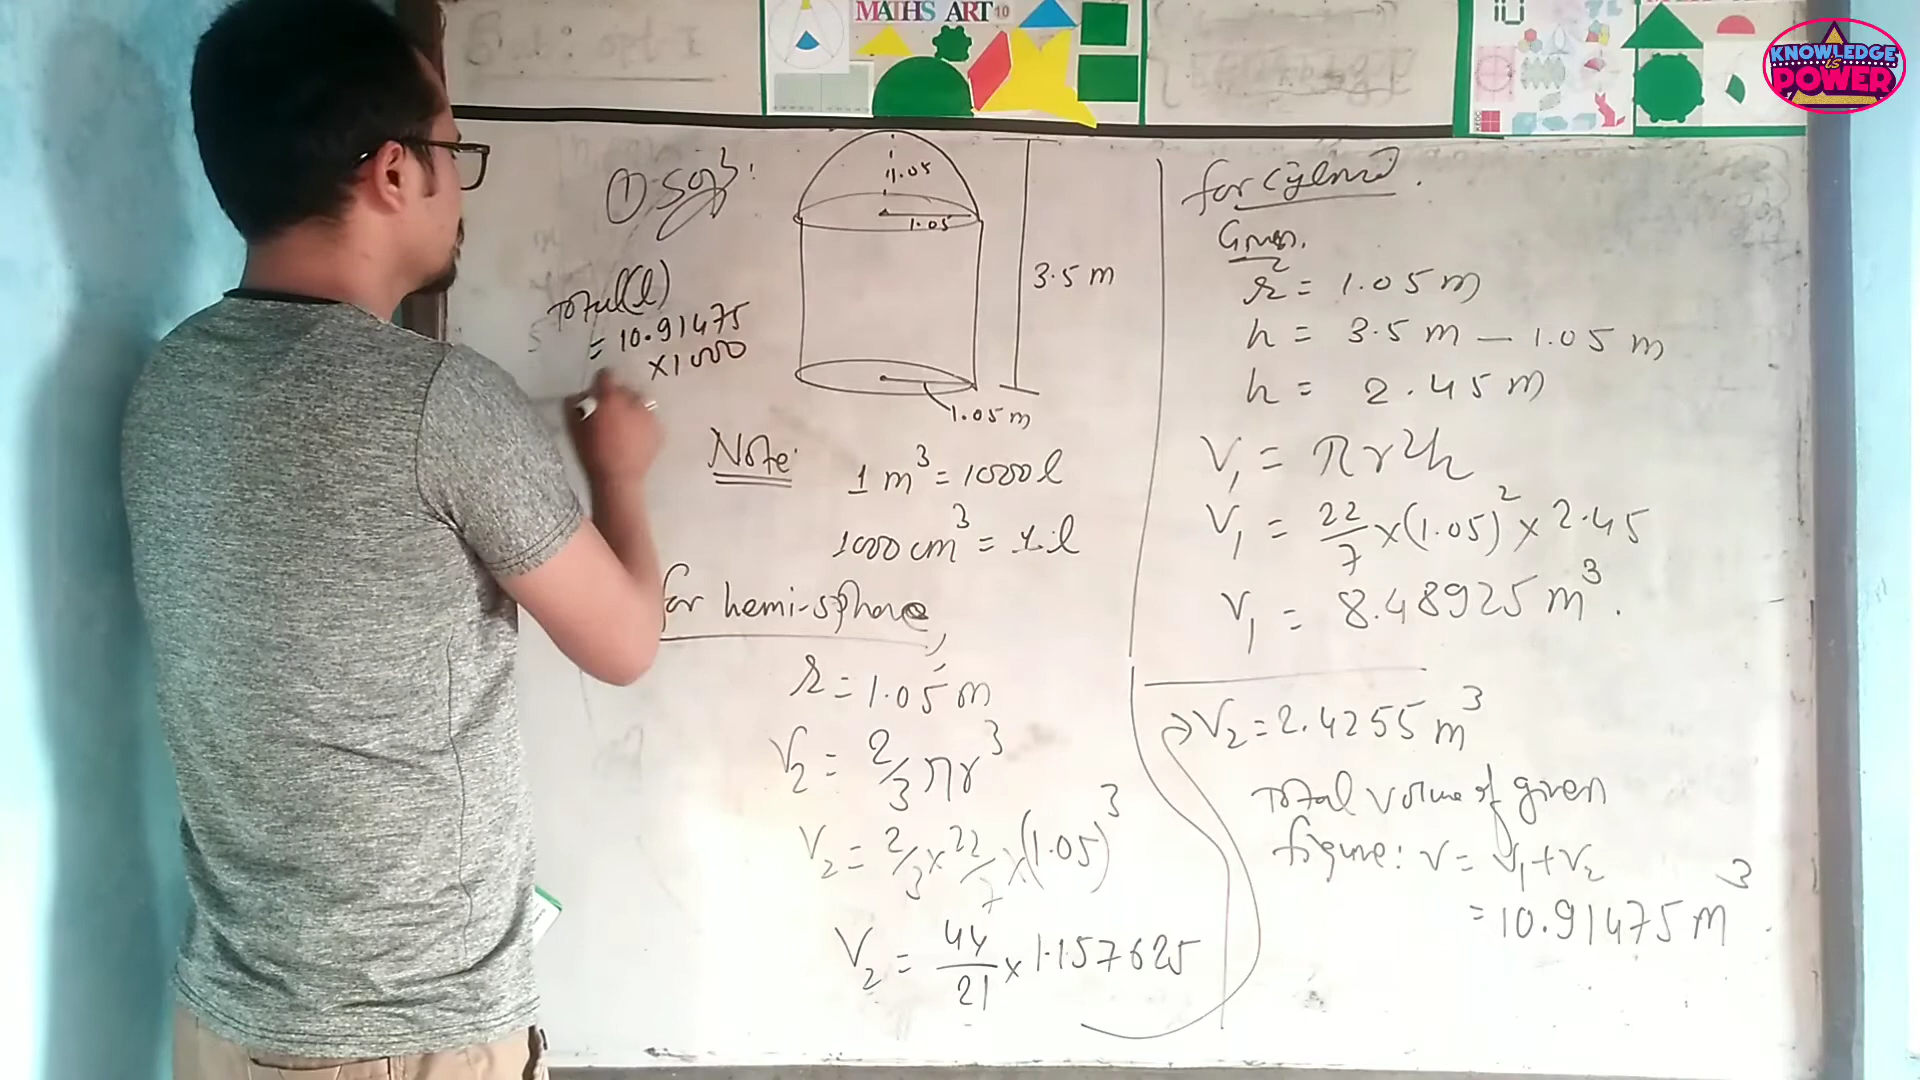 MATHS ART 10
KNOWLEDGE
is
POWER
① Solⁿ:
1.05
1.05
3.5 m
1.05 m
Total(l)
= 10.91475
×1000
Note:
1 m³ = 1000 l
1000 cm³ = 1 l
for hemi-sphere,
r = 1.05 m
V₂ = 2/3 πr³
V₂ = 2/3 × 22/7 × (1.05)³
V₂ = 44/21 × 1.157625
for cylind
Given,
r = 1.05 m
h = 3.5 m – 1.05 m
h = 2.45 m
V₁ = πr²h
V₁ = 22/7 × (1.05)² × 2.45
V₁ = 8.48925 m³.
⇒ V₂ = 2.4255 m³
Total volume of given
figure: V = V₁ + V₂
= 10.91475 m³.